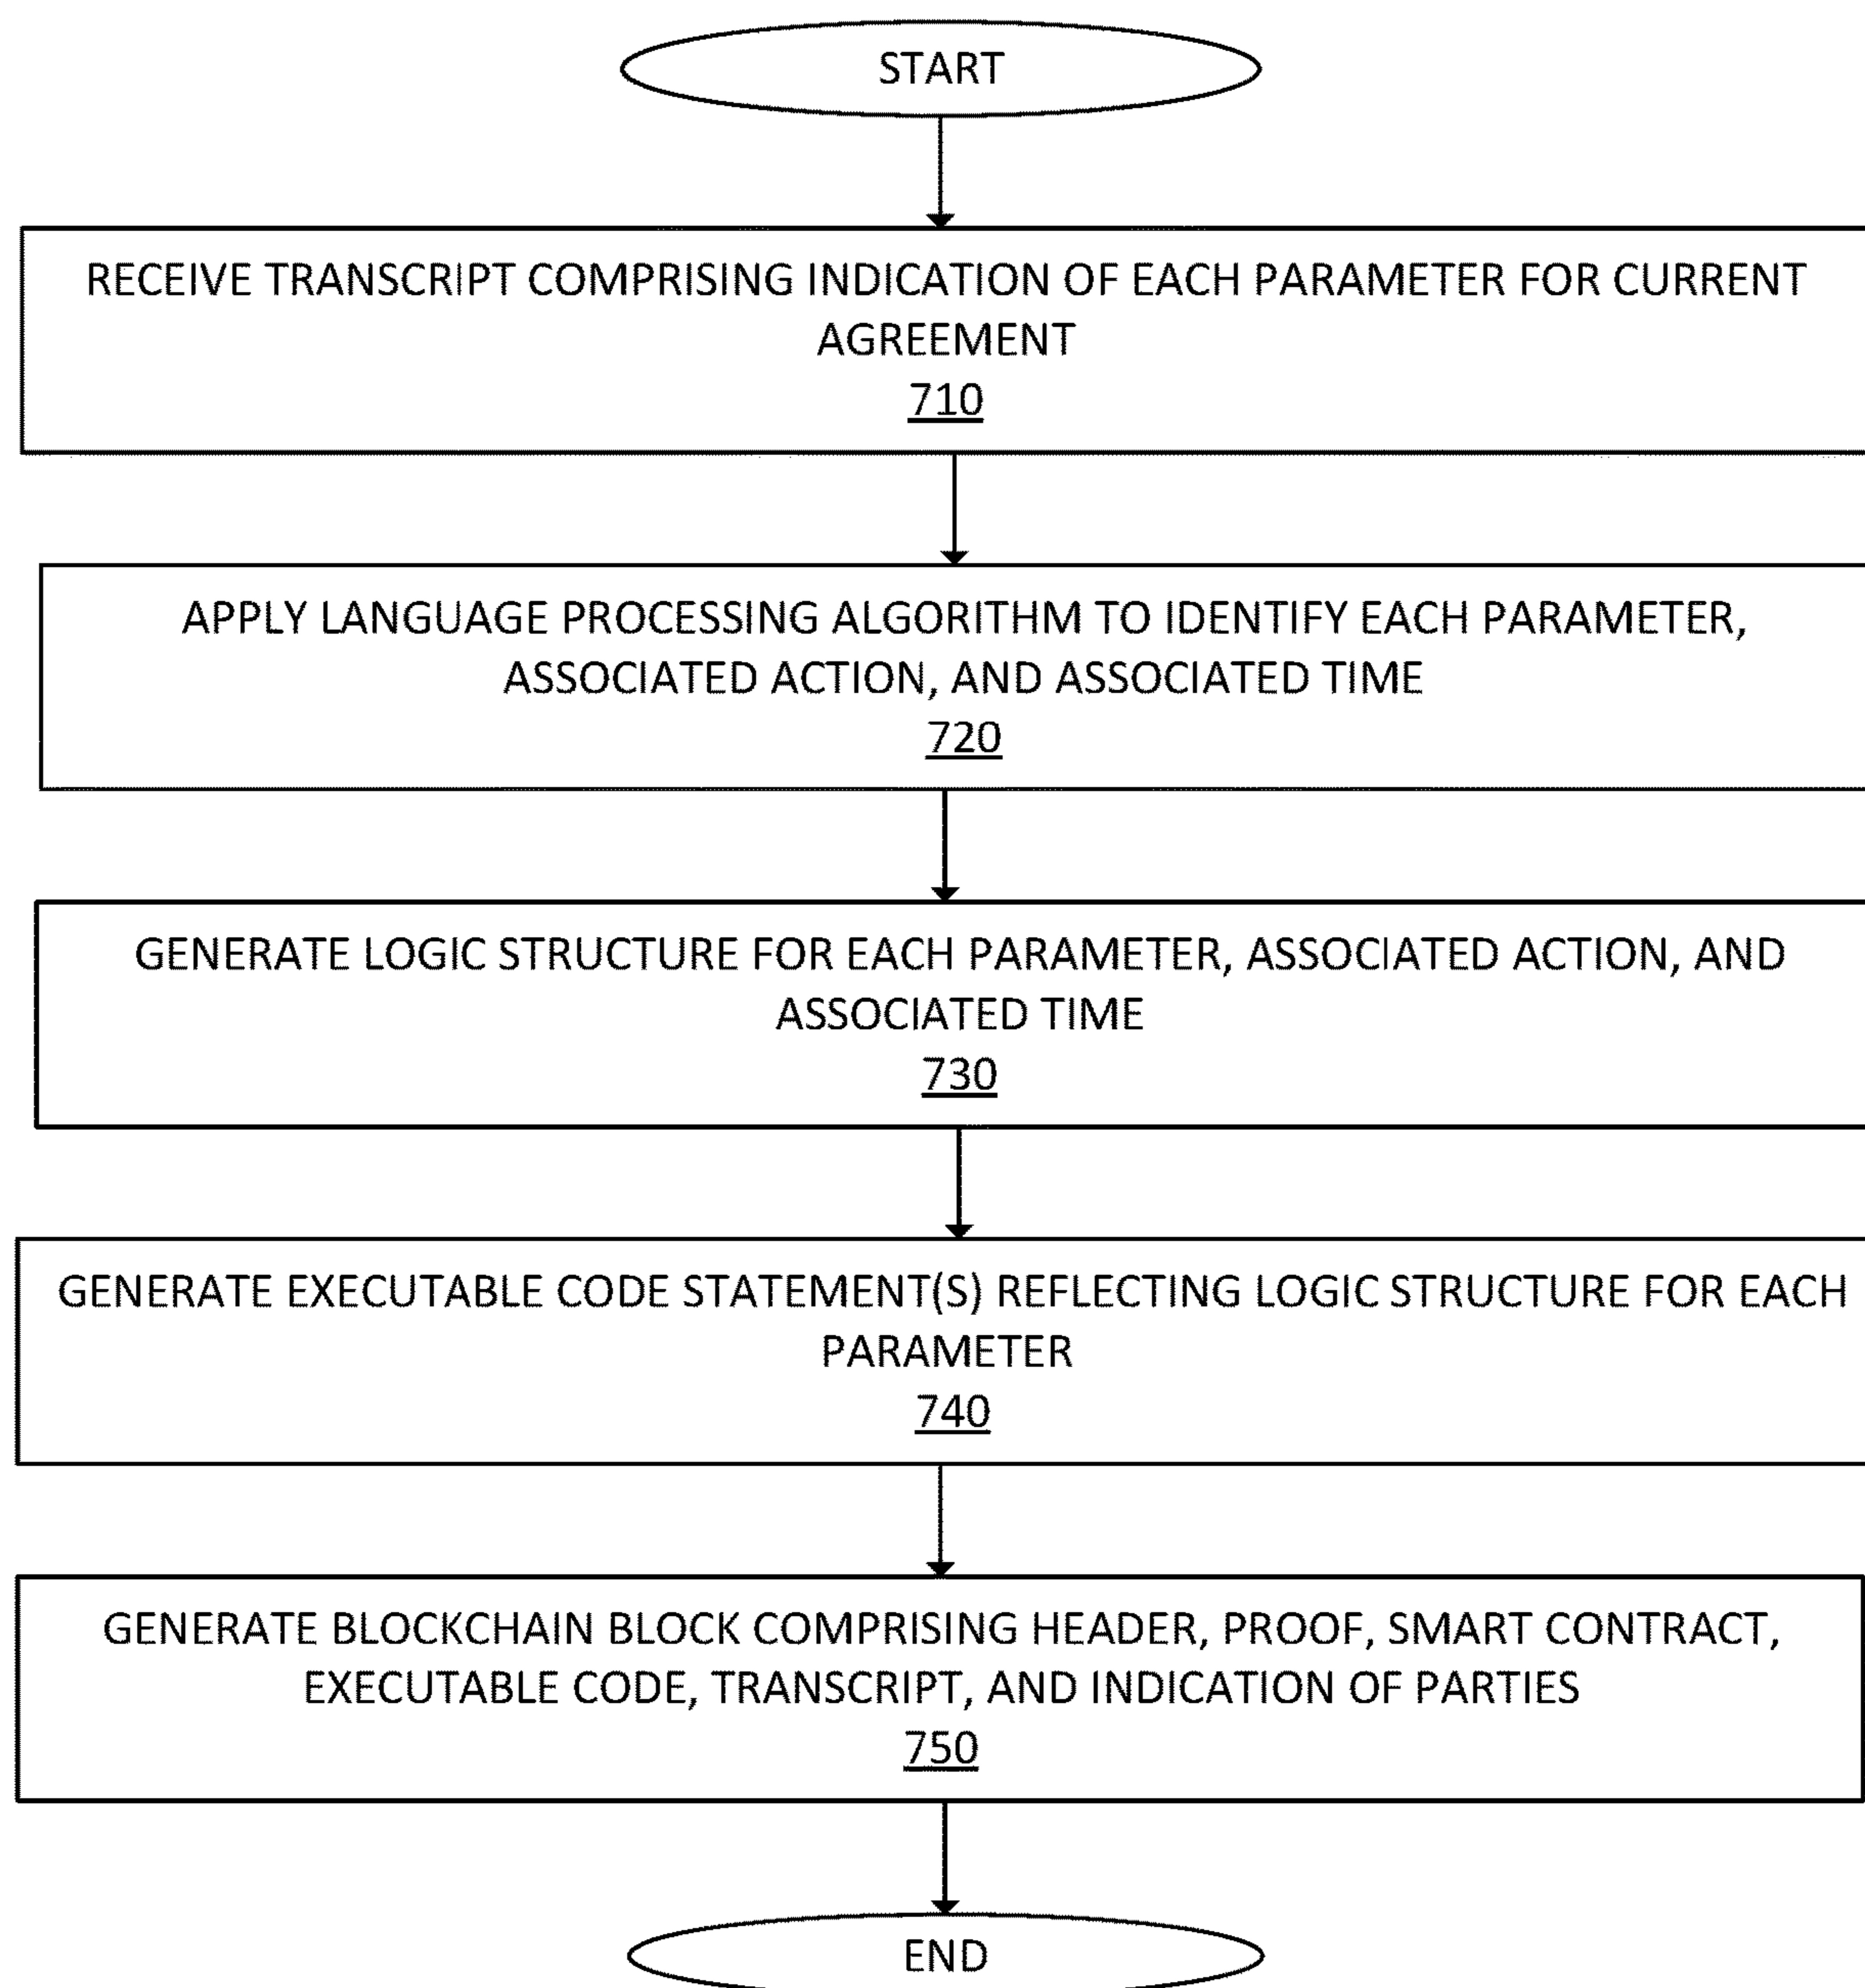 START
RECEIVE TRANSCRIPT COMPRISING INDICATION OF EACH PARAMETER FOR CURRENT
AGREEMENT
710
APPLY LANGUAGE PROCESSING ALGORITHM TO IDENTIFY EACH PARAMETER,
ASSOCIATED ACTION, AND ASSOCIATED TIME
720
GENERATE LOGIC STRUCTURE FOR EACH PARAMETER, ASSOCIATED ACTION, AND
ASSOCIATED TIME
730
GENERATE EXECUTABLE CODE STATEMENT(S) REFLECTING LOGIC STRUCTURE FOR EACH
PARAMETER
740
GENERATE BLOCKCHAIN BLOCK COMPRISING HEADER, PROOF, SMART CONTRACT,
EXECUTABLE CODE, TRANSCRIPT, AND INDICATION OF PARTIES
750
END